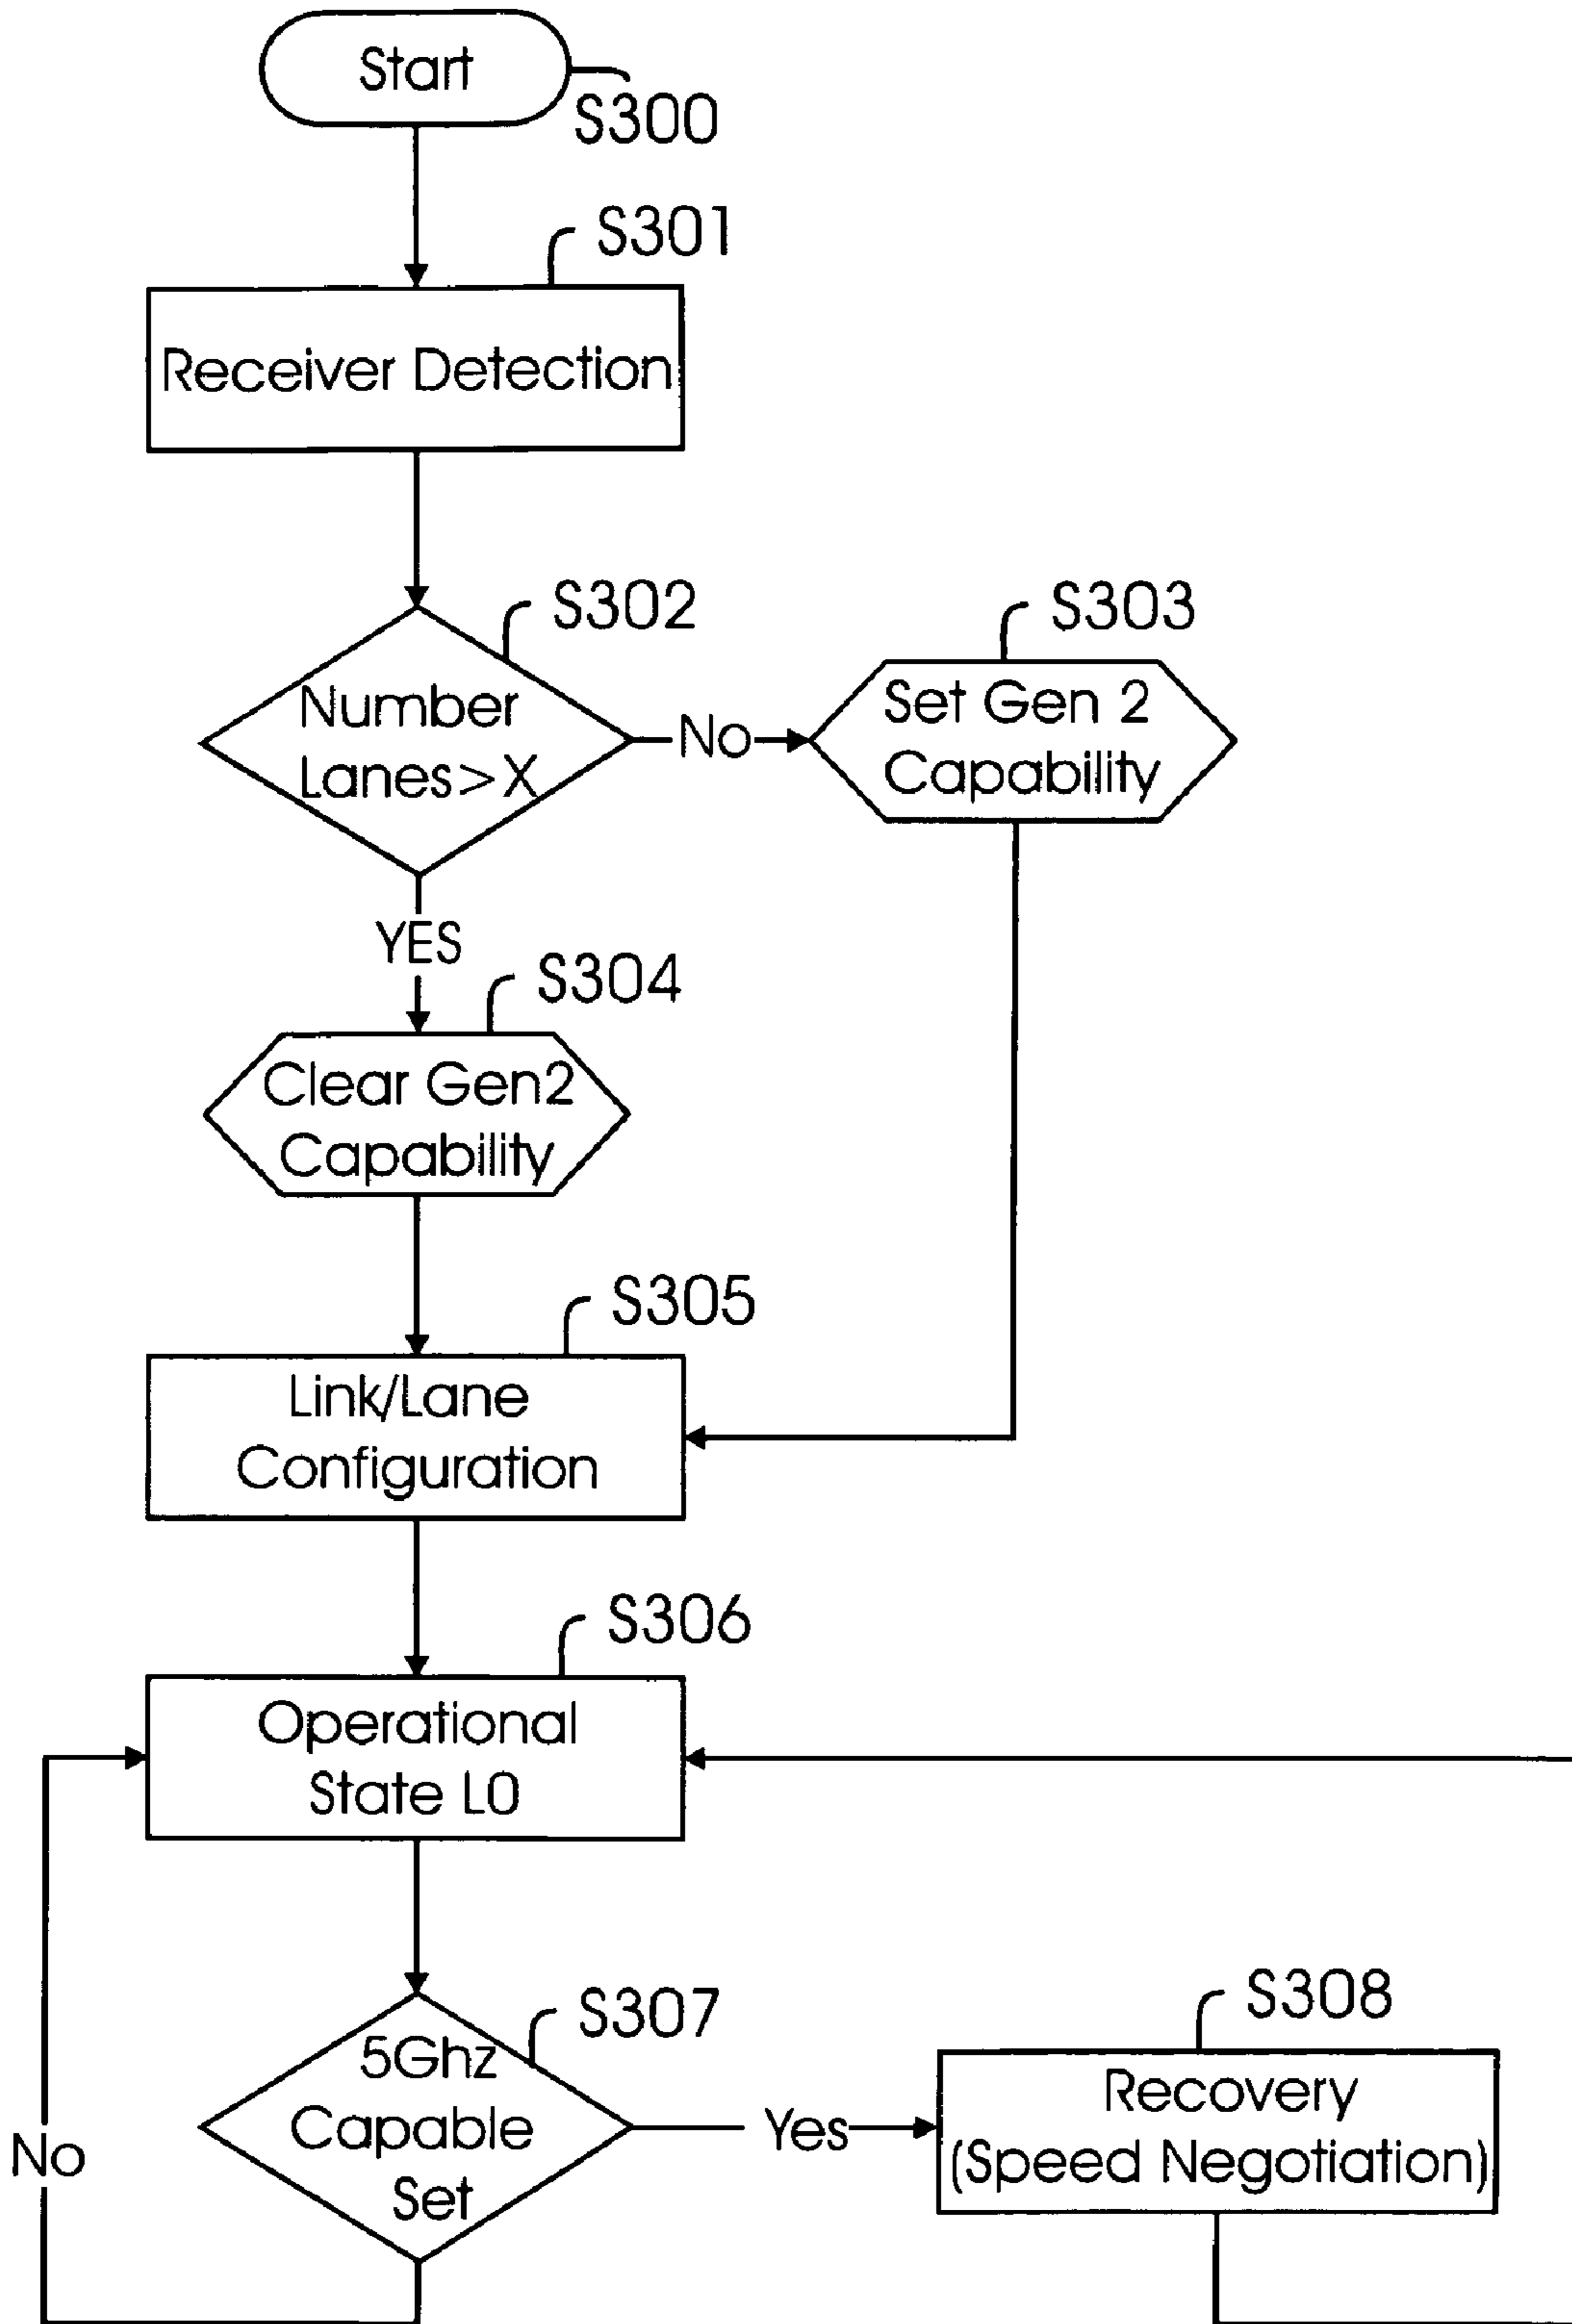 Start
S300
S301
Receiver Detection
S302
Number
Lanes>X
No
S303
Set Gen 2
Capability
YES
S304
Clear Gen2
Capability
S305
Link/Lane
Configuration
S306
Operational
State L0
S307
5Ghz
Capable
Set
Yes
No
S308
Recovery
(Speed Negotiation)